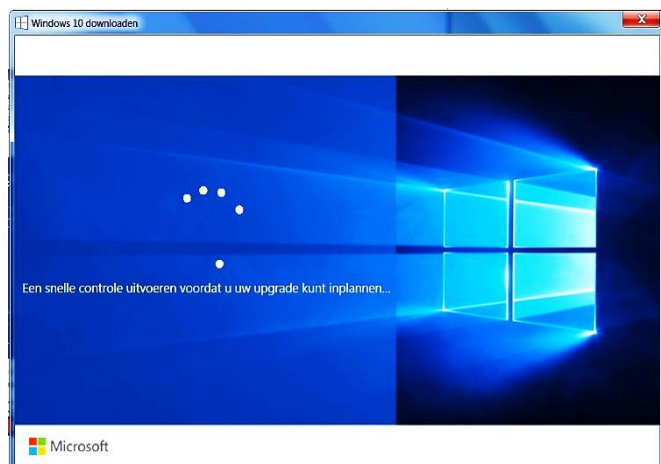 Windows 10 downloaden
Een snelle controle uitvoeren voordat u uw upgrade kunt inplannen...
Microsoft